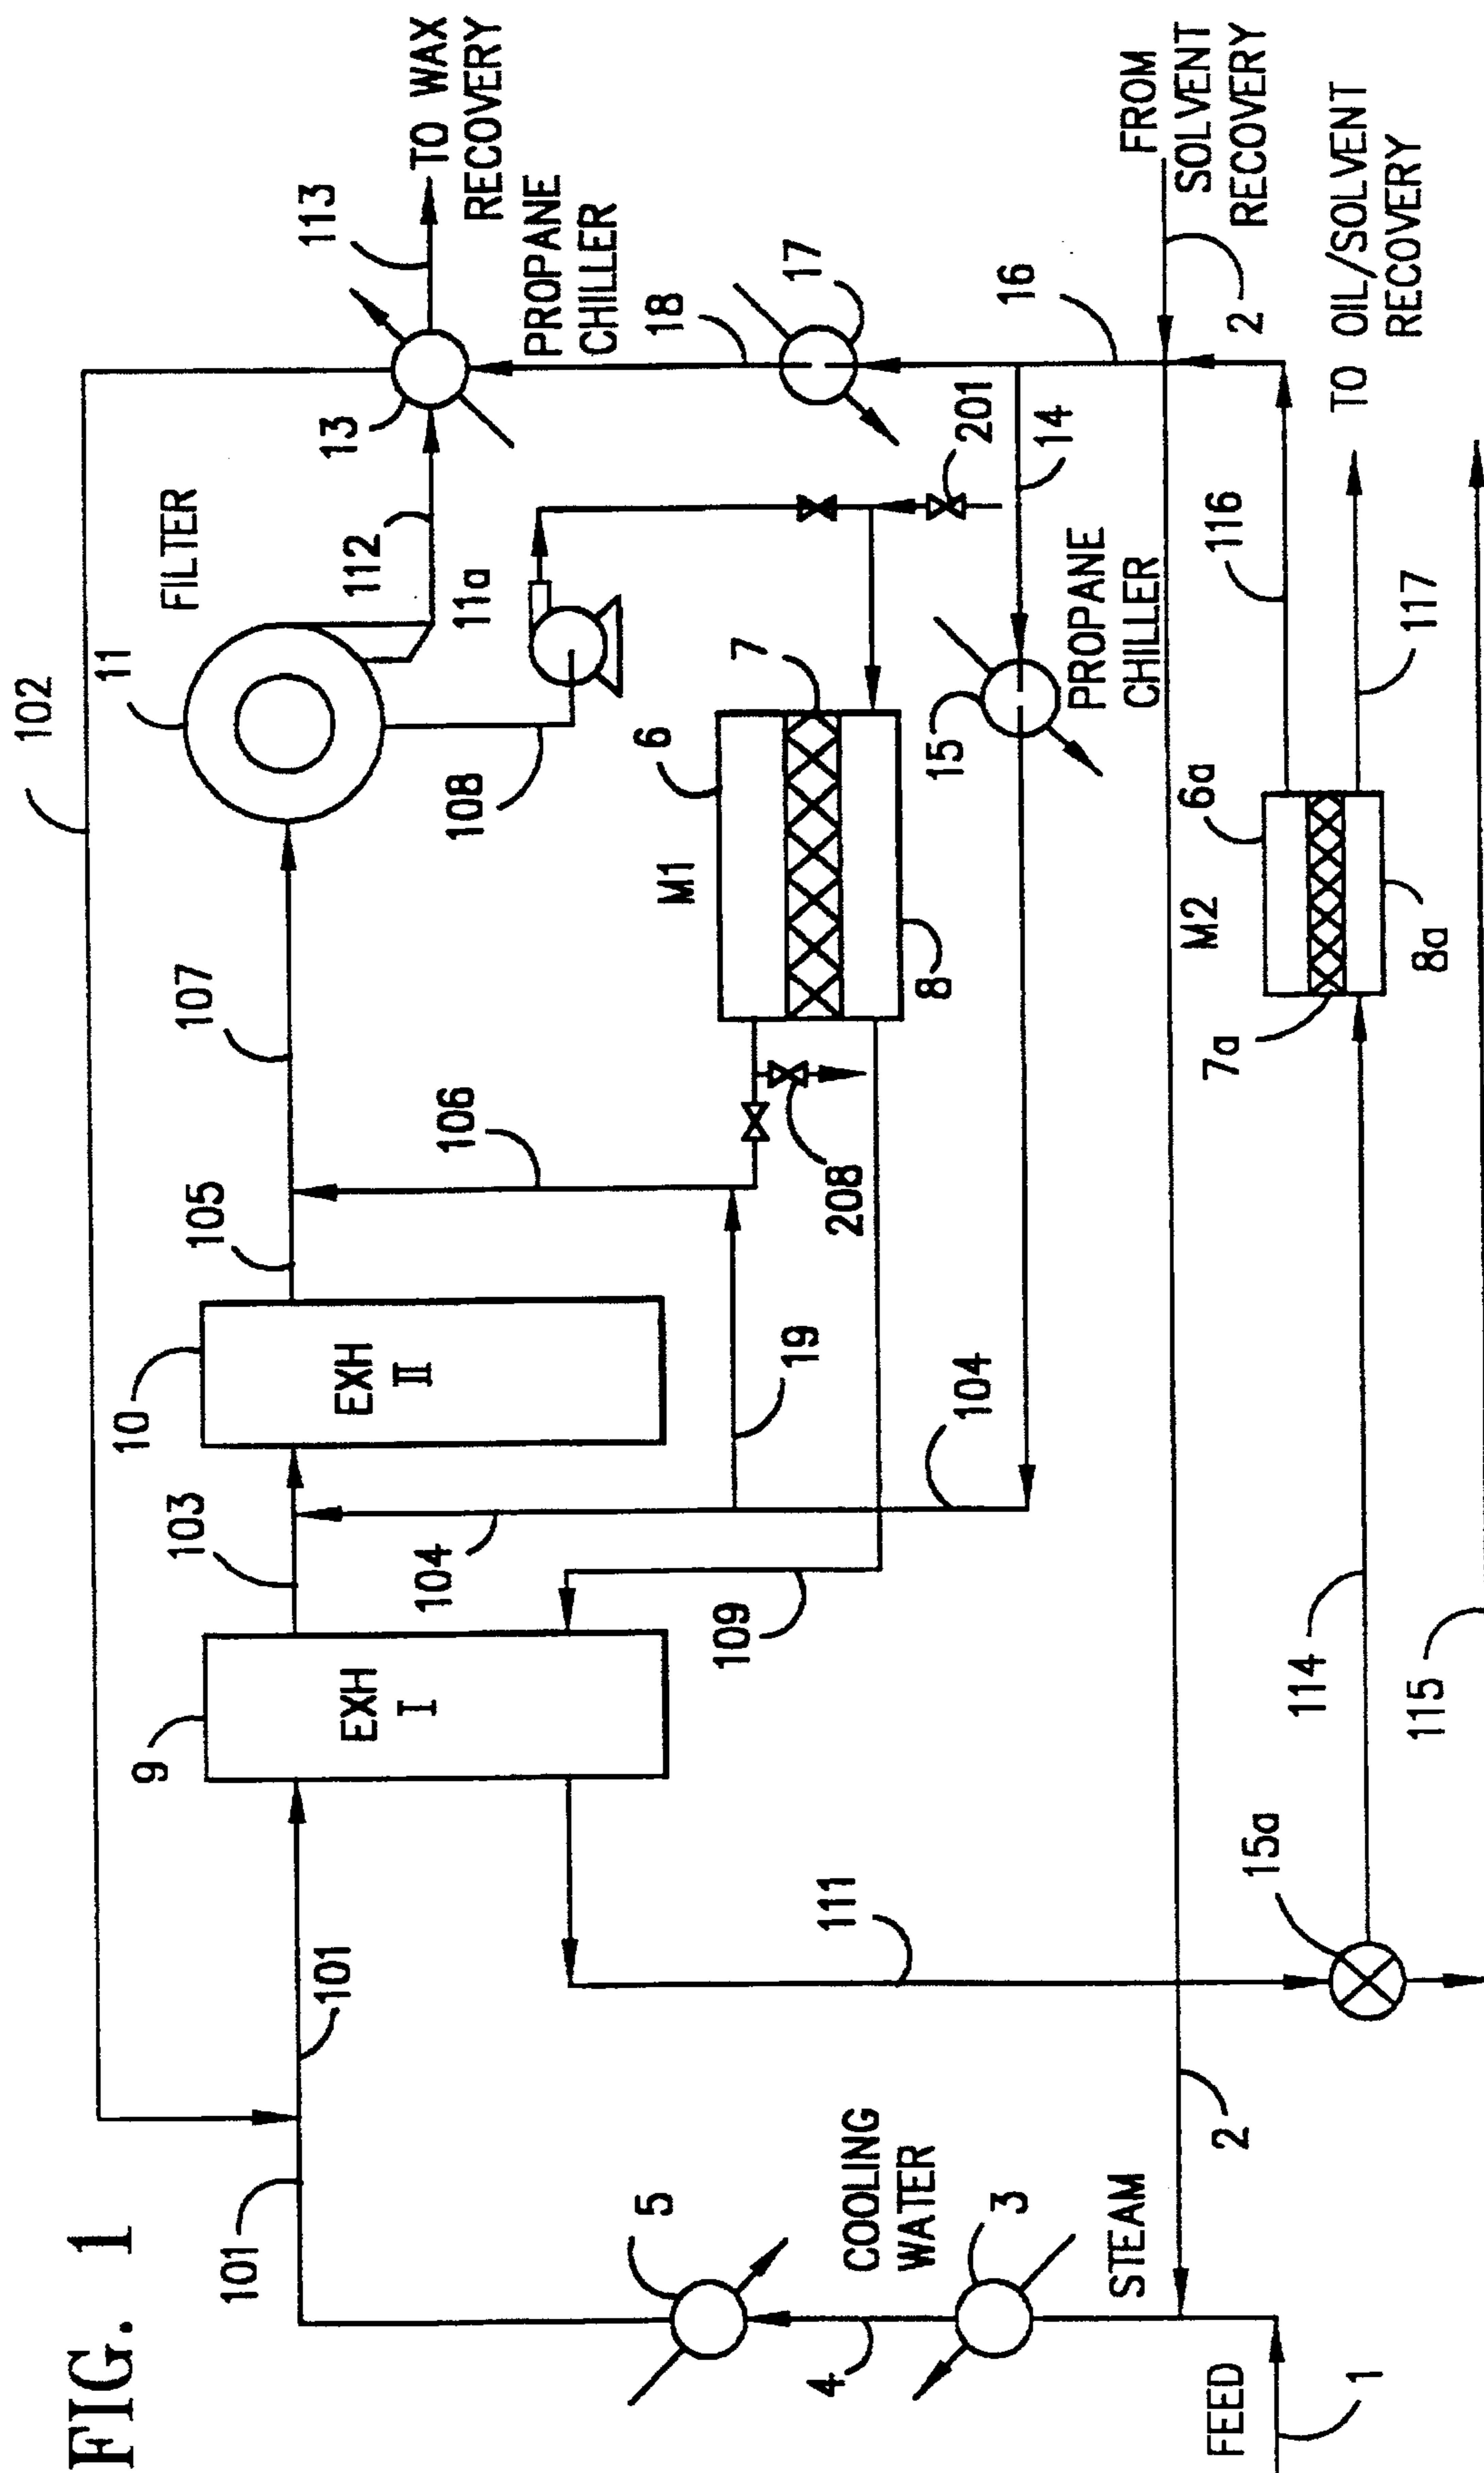 FIG. 1
102
9
10
11
FILTER
103
105
107
101
101
EXH
I
EXH
II
112
13
113
TO WAX
RECOVERY
104
106
108
11a
PROPANE
CHILLER
5
6
7
M1
18
17
109
19
208
4
COOLING
WATER
3
111
104
8
15
201
14
16
PROPANE
CHILLER
STEAM
FROM
SOLVENT
RECOVERY
FEED
2
M2
6a
116
2
1
15a
114
7a
TO OIL/SOLVENT
RECOVERY
115
8a
117